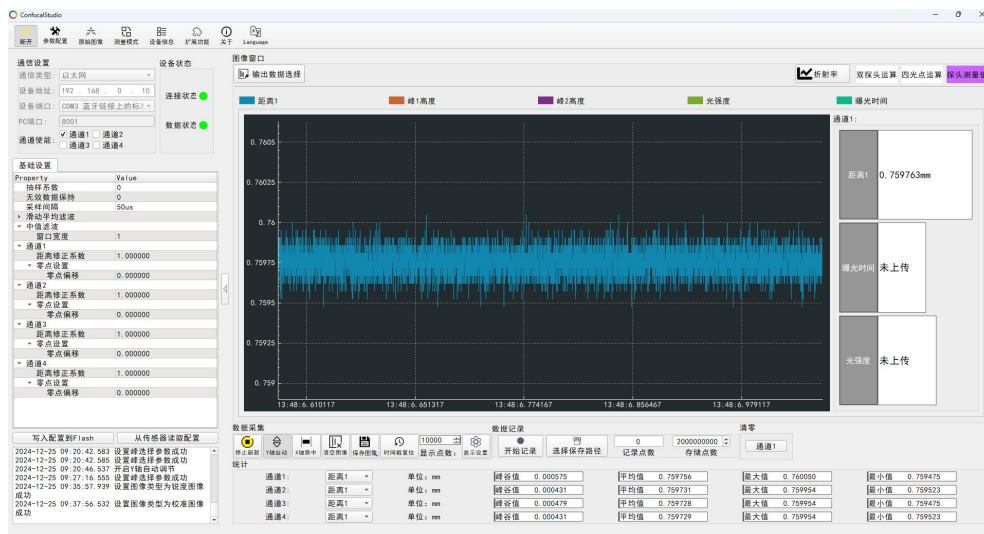 ConfocalStudio
断开 参数配置 原始图像 测量模式 设备信息 扩展功能 关于 Language
通信设置
通信类型: 以太网
设备地址: 192 . 168 . 0 . 10
设备端口: COM3 蓝牙链接上的标2
PC端口: 8001
通道使能: 通道1 通道2
通道3 通道4
设备状态
连接状态
数据状态
基础设置
Property Value
抽样系数 0
无效数据保持 0
采样间隔 50us
滑动平均滤波
中值滤波
窗口宽度 1
通道1
距离修正系数 1.000000
零点设置
零点偏移 0.000000
通道2
距离修正系数 1.000000
零点设置
零点偏移 0.000000
通道3
距离修正系数 1.000000
零点设置
零点偏移 0.000000
通道4
距离修正系数 1.000000
零点设置
零点偏移 0.000000
写入配置到Flash 从传感器读取配置
2024-12-25 09:20:42.583 设置峰选择参数成功
2024-12-25 09:20:42.585 设置峰选择参数成功
2024-12-25 09:20:46.537 开启Y轴自动调节
2024-12-25 09:27:16.555 设置峰选择参数成功
2024-12-25 09:35:57.939 设置图像类型为锐度图像
成功
2024-12-25 09:37:56.532 设置图像类型为校准图像
成功
图像窗口
输出数据选择
折射率 双探头运算 四光点运算 探头测量值
距离1 峰1高度 峰2高度 光强度 曝光时间
0.7605
0.76025
0.76
0.75975
0.7595
0.75925
0.759
13:48:6.610117 13:48:6.651317 13:48:6.774167 13:48:6.856467 13:48:6.979117
通道1:
距离1 0.759763mm
曝光时间 未上传
光强度 未上传
数据采集
停止刷新 Y轴自动 X轴居中 清空图像 保存图像 时间戳复位 10000 显示点数: 显示设置
数据记录
开始记录 选择保存路径 0 记录点数 2000000000 存储点数
清零
通道1
统计
通道1: 距离1 单位: mm 峰谷值 0.000575 平均值 0.759756 最大值 0.760050 最小值 0.759475
通道2: 距离1 单位: mm 峰谷值 0.000431 平均值 0.759731 最大值 0.759954 最小值 0.759523
通道3: 距离1 单位: mm 峰谷值 0.000479 平均值 0.759728 最大值 0.759954 最小值 0.759475
通道4: 距离1 单位: mm 峰谷值 0.000431 平均值 0.759729 最大值 0.759954 最小值 0.759523